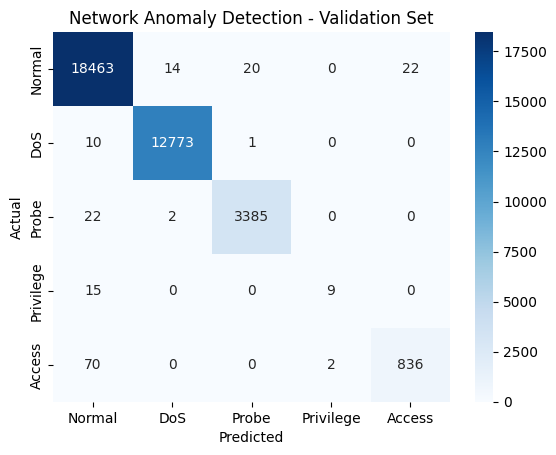 Network Anomaly Detection - Validation Set
Normal 18463 14 20 0 22
DoS 10 12773 1 0 0
Probe 22 2 3385 0 0
Privilege 15 0 0 9 0
Access 70 0 0 2 836
Actual
Normal DoS Probe Privilege Access
Predicted
17500
15000
12500
10000
7500
5000
2500
0